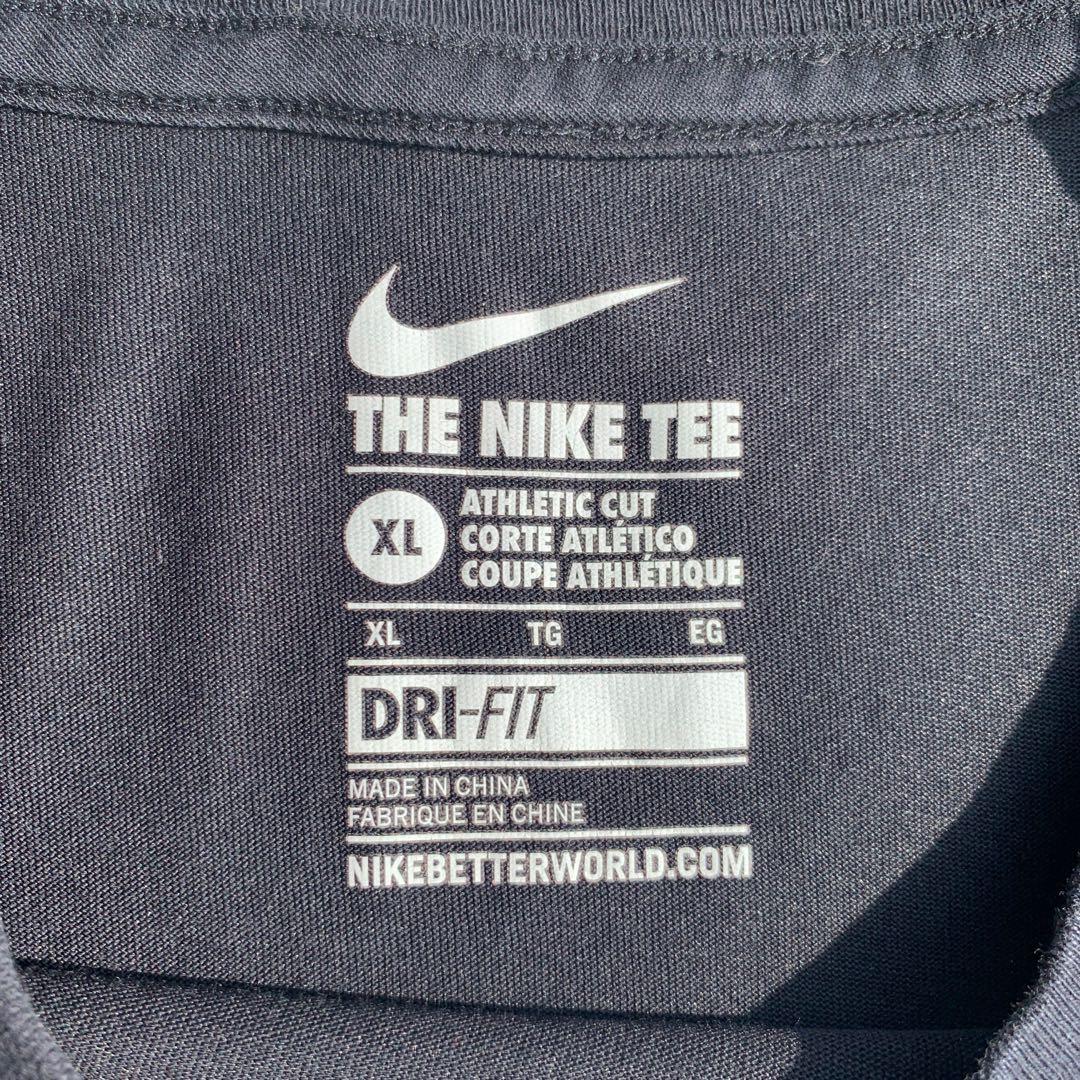 THE NIKE TEE
XL
ATHLETIC CUT
CORTE ATLÉTICO
COUPE ATHLÉTIQUE
XL TG EG
DRI-FIT
MADE IN CHINA
FABRIQUE EN CHINE
NIKEBETTERWORLD.COM